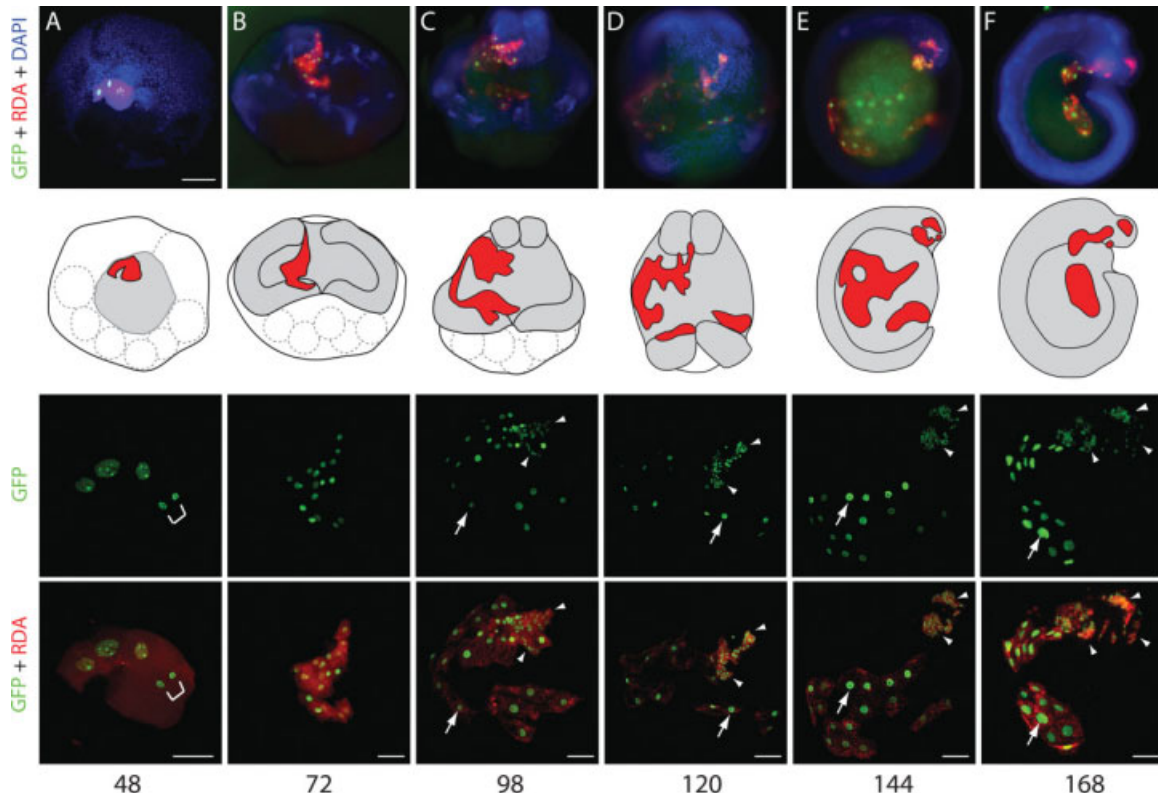 A B C D E F
GFP + RDA + DAPI
GFP
GFP + RDA
48 72 98 120 144 168